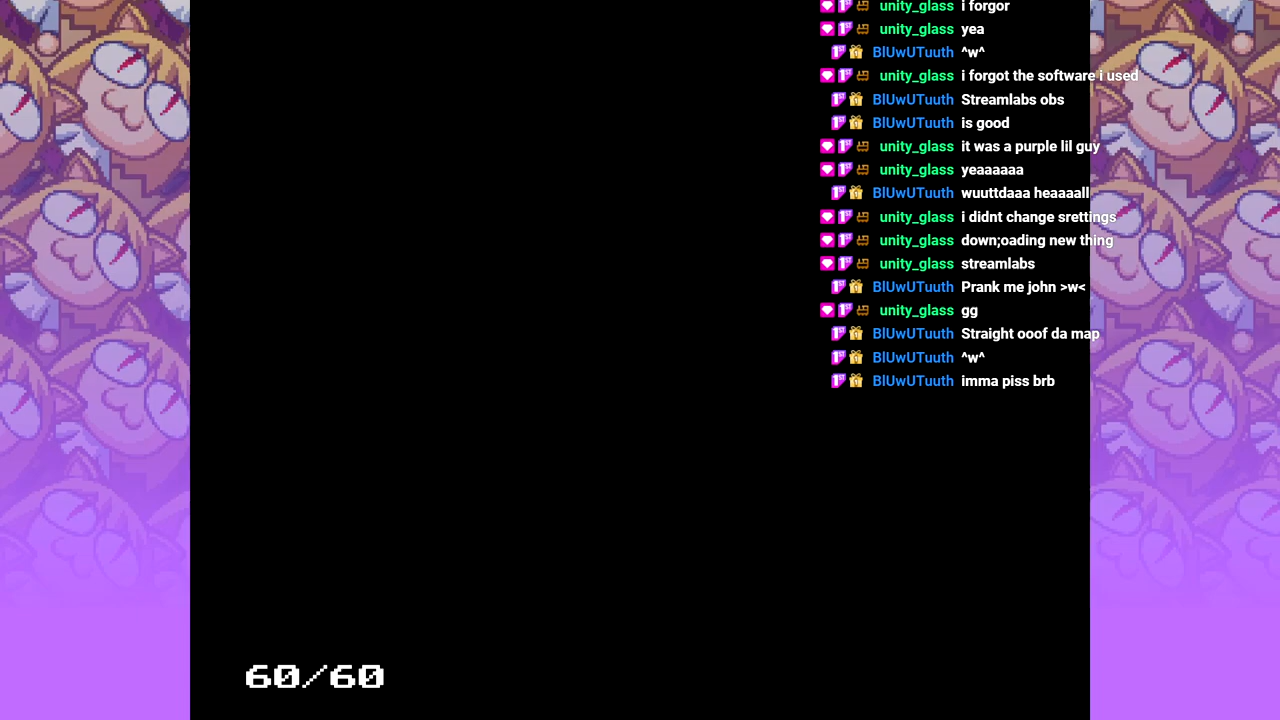 unity_glass i forgor
unity_glass yea
BlUwUTuuth ^w^
unity_glass i forgot the software i used
BlUwUTuuth Streamlabs obs
BlUwUTuuth is good
unity_glass it was a purple lil guy
unity_glass yeaaaaaa
BlUwUTuuth wuuttdaaa heaaaall
unity_glass i didnt change srettings
unity_glass down;oading new thing
unity_glass streamlabs
BlUwUTuuth Prank me john >w<
unity_glass gg
BlUwUTuuth Straight ooof da map
BlUwUTuuth ^w^
BlUwUTuuth imma piss brb
60/60